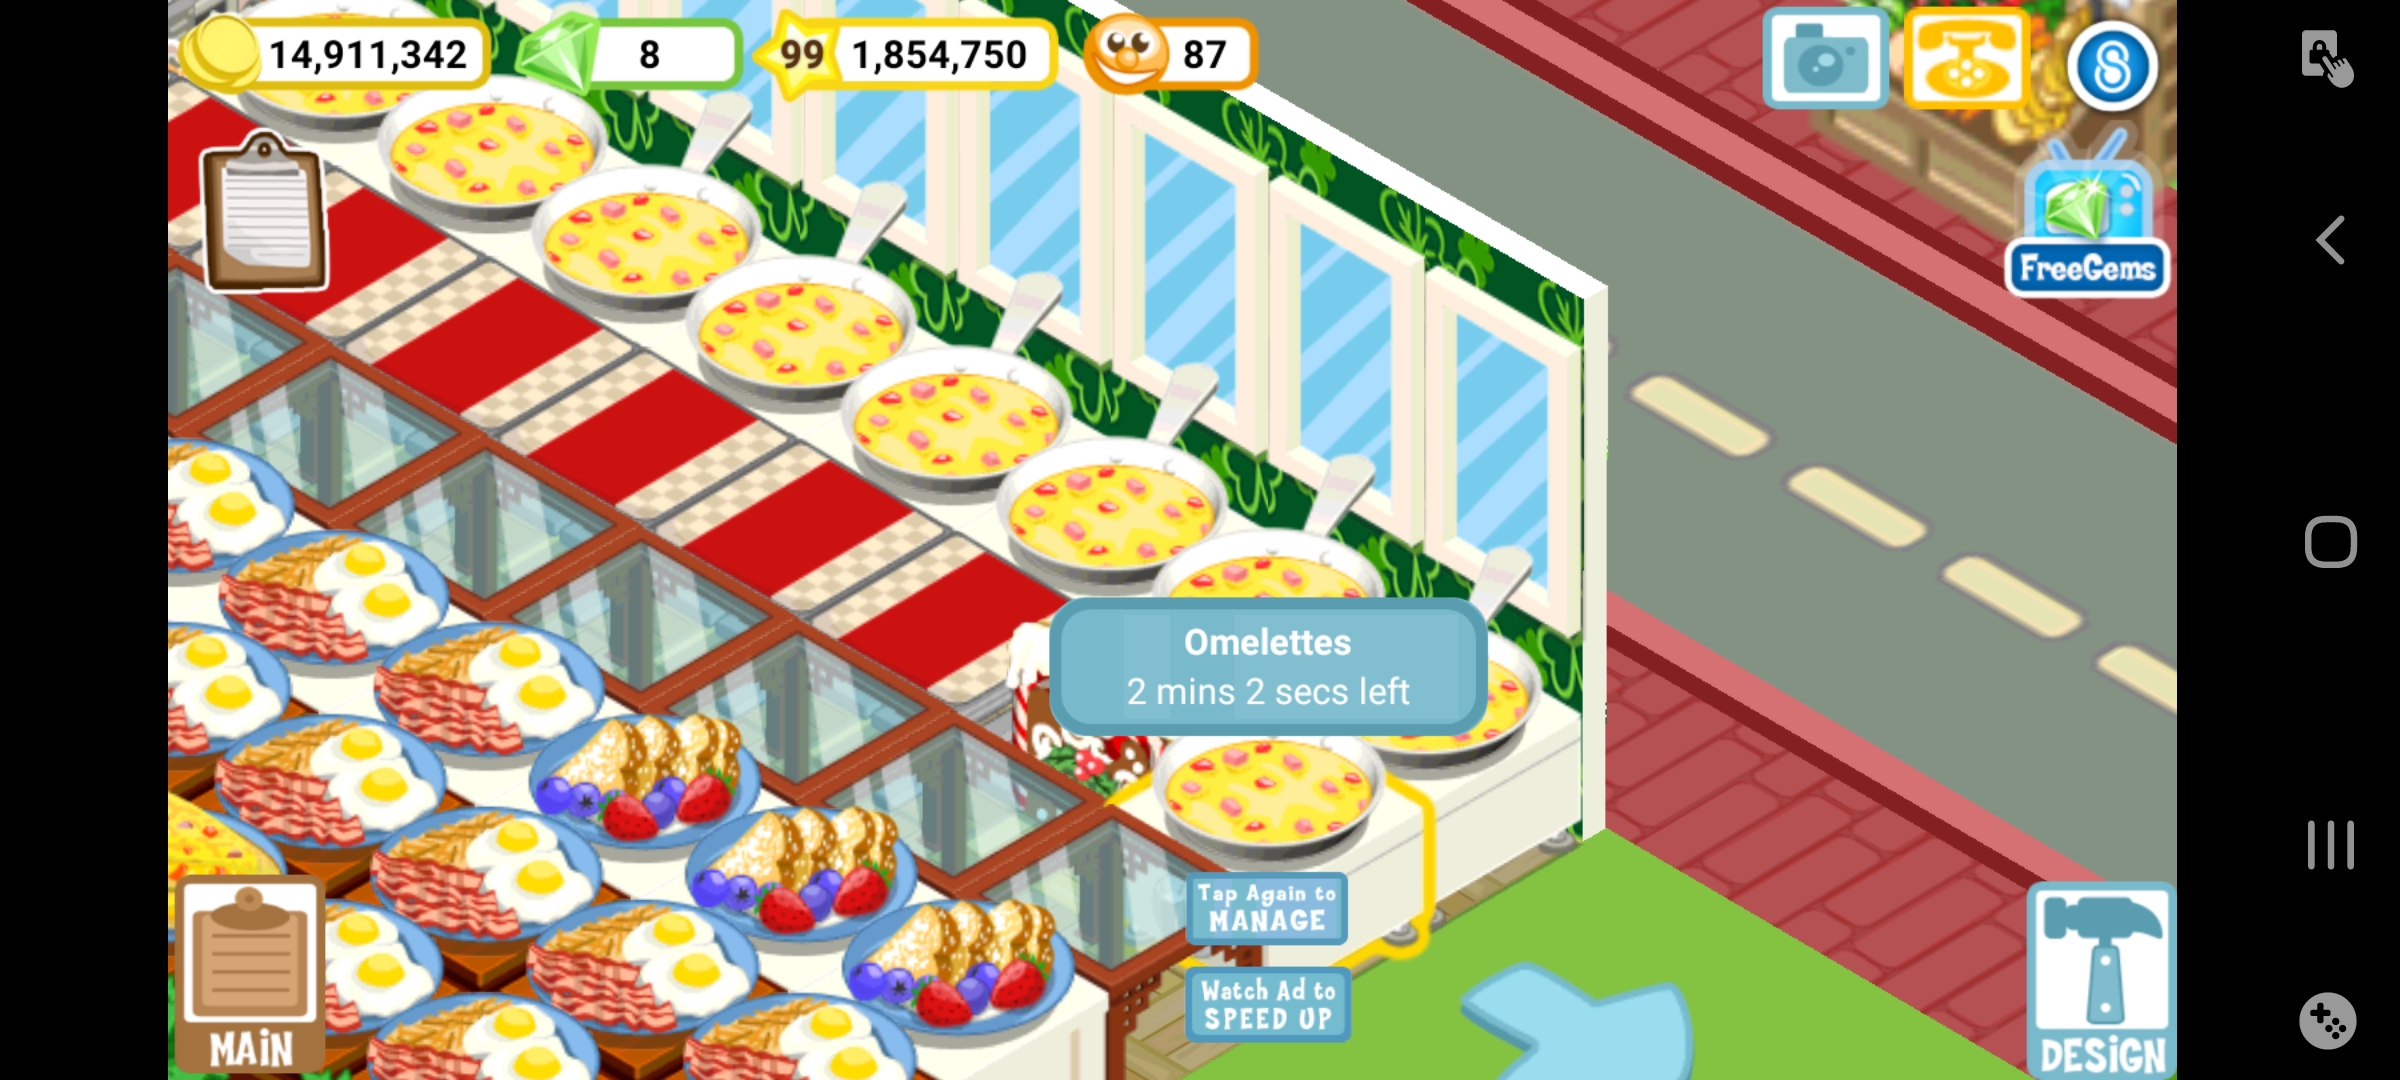 14,911,342
8
99
1,854,750
87
FreeGems
Omelettes
2 mins 2 secs left
Tap Again to
MANAGE
Watch Ad to
SPEED UP
MAiN
DESiGN